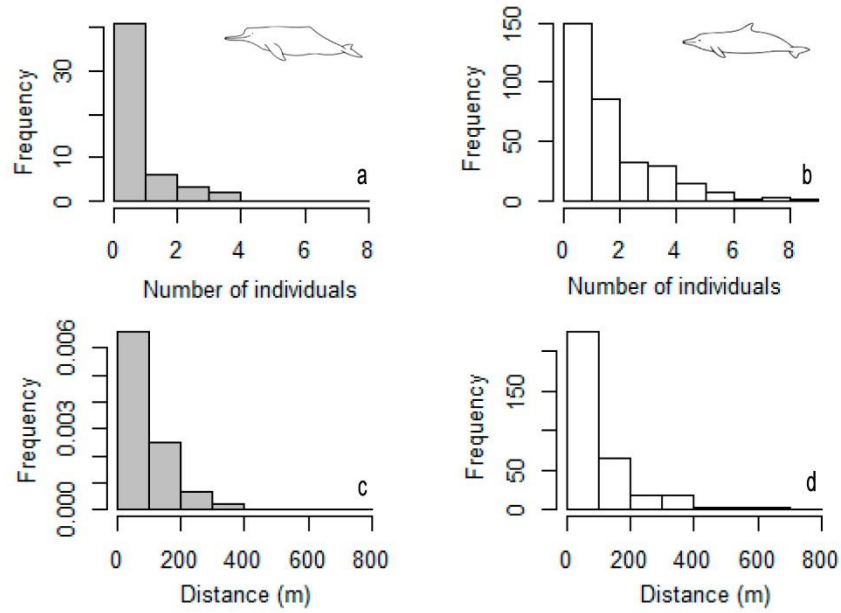 Frequency
0
10
30
0 2 4 6 8
Number of individuals
a
Frequency
0
50
100
150
0 2 4 6 8
Number of individuals
b
Frequency
0.000
0.003
0.006
0 200 400 600 800
Distance (m)
c
Frequency
0
50
150
0 200 400 600 800
Distance (m)
d